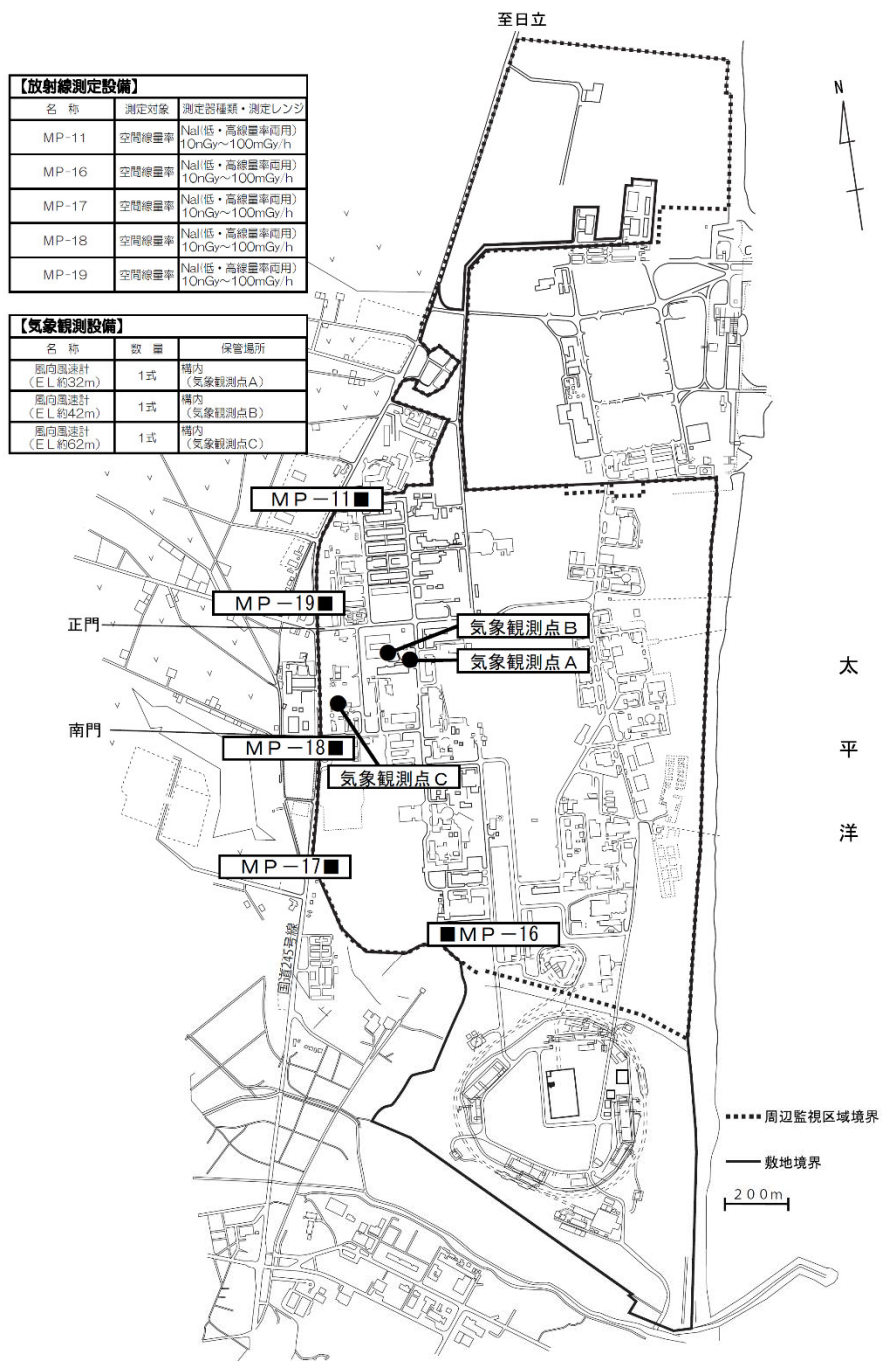 至日立
【放射線測定設備】
名 称 測定対象 測定器種類・測定レンジ
MP-11 空間線量率 NaI(低・高線量率両用) 10nGy～100mGy/h
MP-16 空間線量率 NaI(低・高線量率両用) 10nGy～100mGy/h
MP-17 空間線量率 NaI(低・高線量率両用) 10nGy～100mGy/h
MP-18 空間線量率 NaI(低・高線量率両用) 10nGy～100mGy/h
MP-19 空間線量率 NaI(低・高線量率両用) 10nGy～100mGy/h
N
【気象観測設備】
名 称 数 量 保管場所
風向風速計 (EL約32m) 1式 構内 (気象観測点A)
風向風速計 (EL約42m) 1式 構内 (気象観測点B)
風向風速計 (EL約62m) 1式 構内 (気象観測点C)
MP-11■
MP-19■
正門
気象観測点B
気象観測点A
太平洋
南門
MP-18■
気象観測点C
MP-17■
■MP-16
国道245号線
周辺監視区域境界
敷地境界
200m